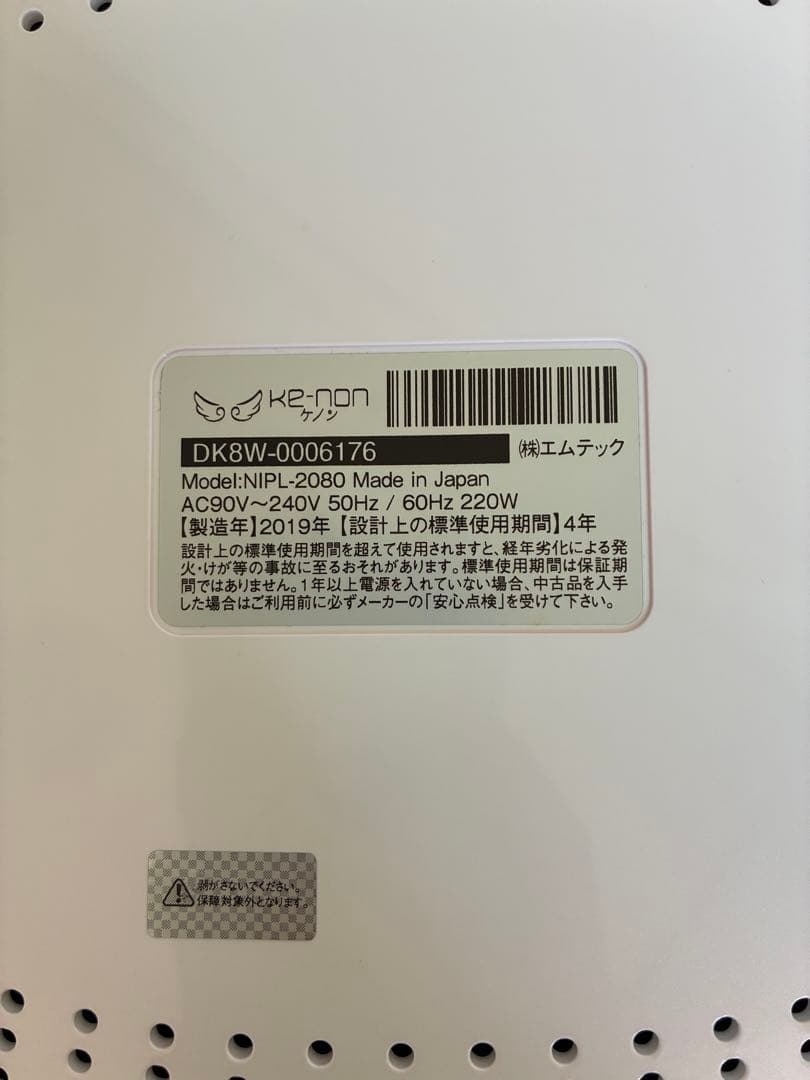 ke-non
ケノン
DK8W-0006176
㈱エムテック
Model:NIPL-2080 Made in Japan
AC90V～240V 50Hz / 60Hz 220W
【製造年】2019年【設計上の標準使用期間】4年
設計上の標準使用期間を超えて使用されますと、経年劣化による発
火・けが等の事故に至るおそれがあります。標準使用期間は保証期
間ではありません。1年以上電源を入れていない場合、中古品を入手
した場合はご利用前に必ずメーカーの「安心点検」を受けて下さい。
剥がさないでください。
保障対象外となります。